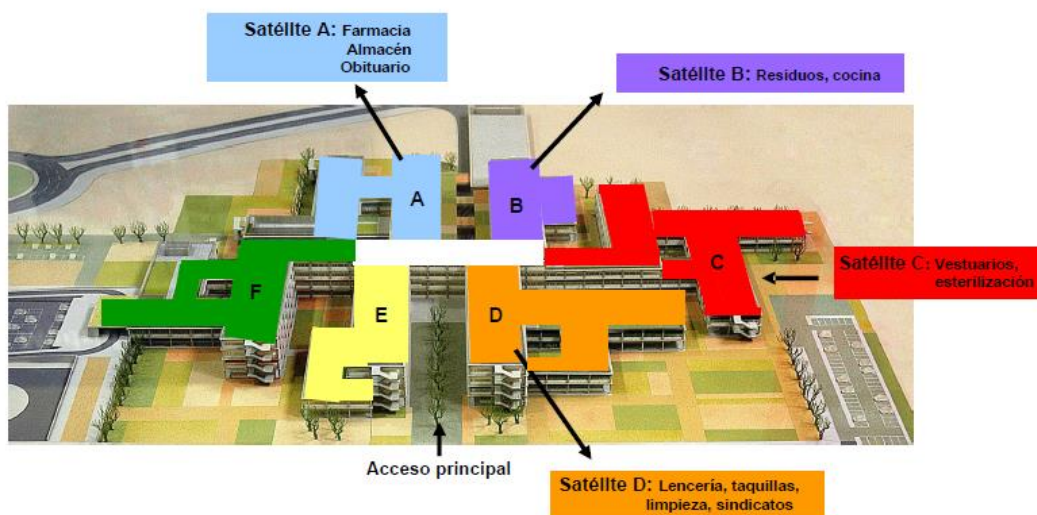 Satéllte A: Farmacia
Almacén
Obituario
Satéllte B: Residuos, cocina
A
B
C
Satéllte C: Vestuarios,
esterilización
F
E
D
Acceso principal
Satéllte D: Lencería, taquillas,
limpieza, sindicatos